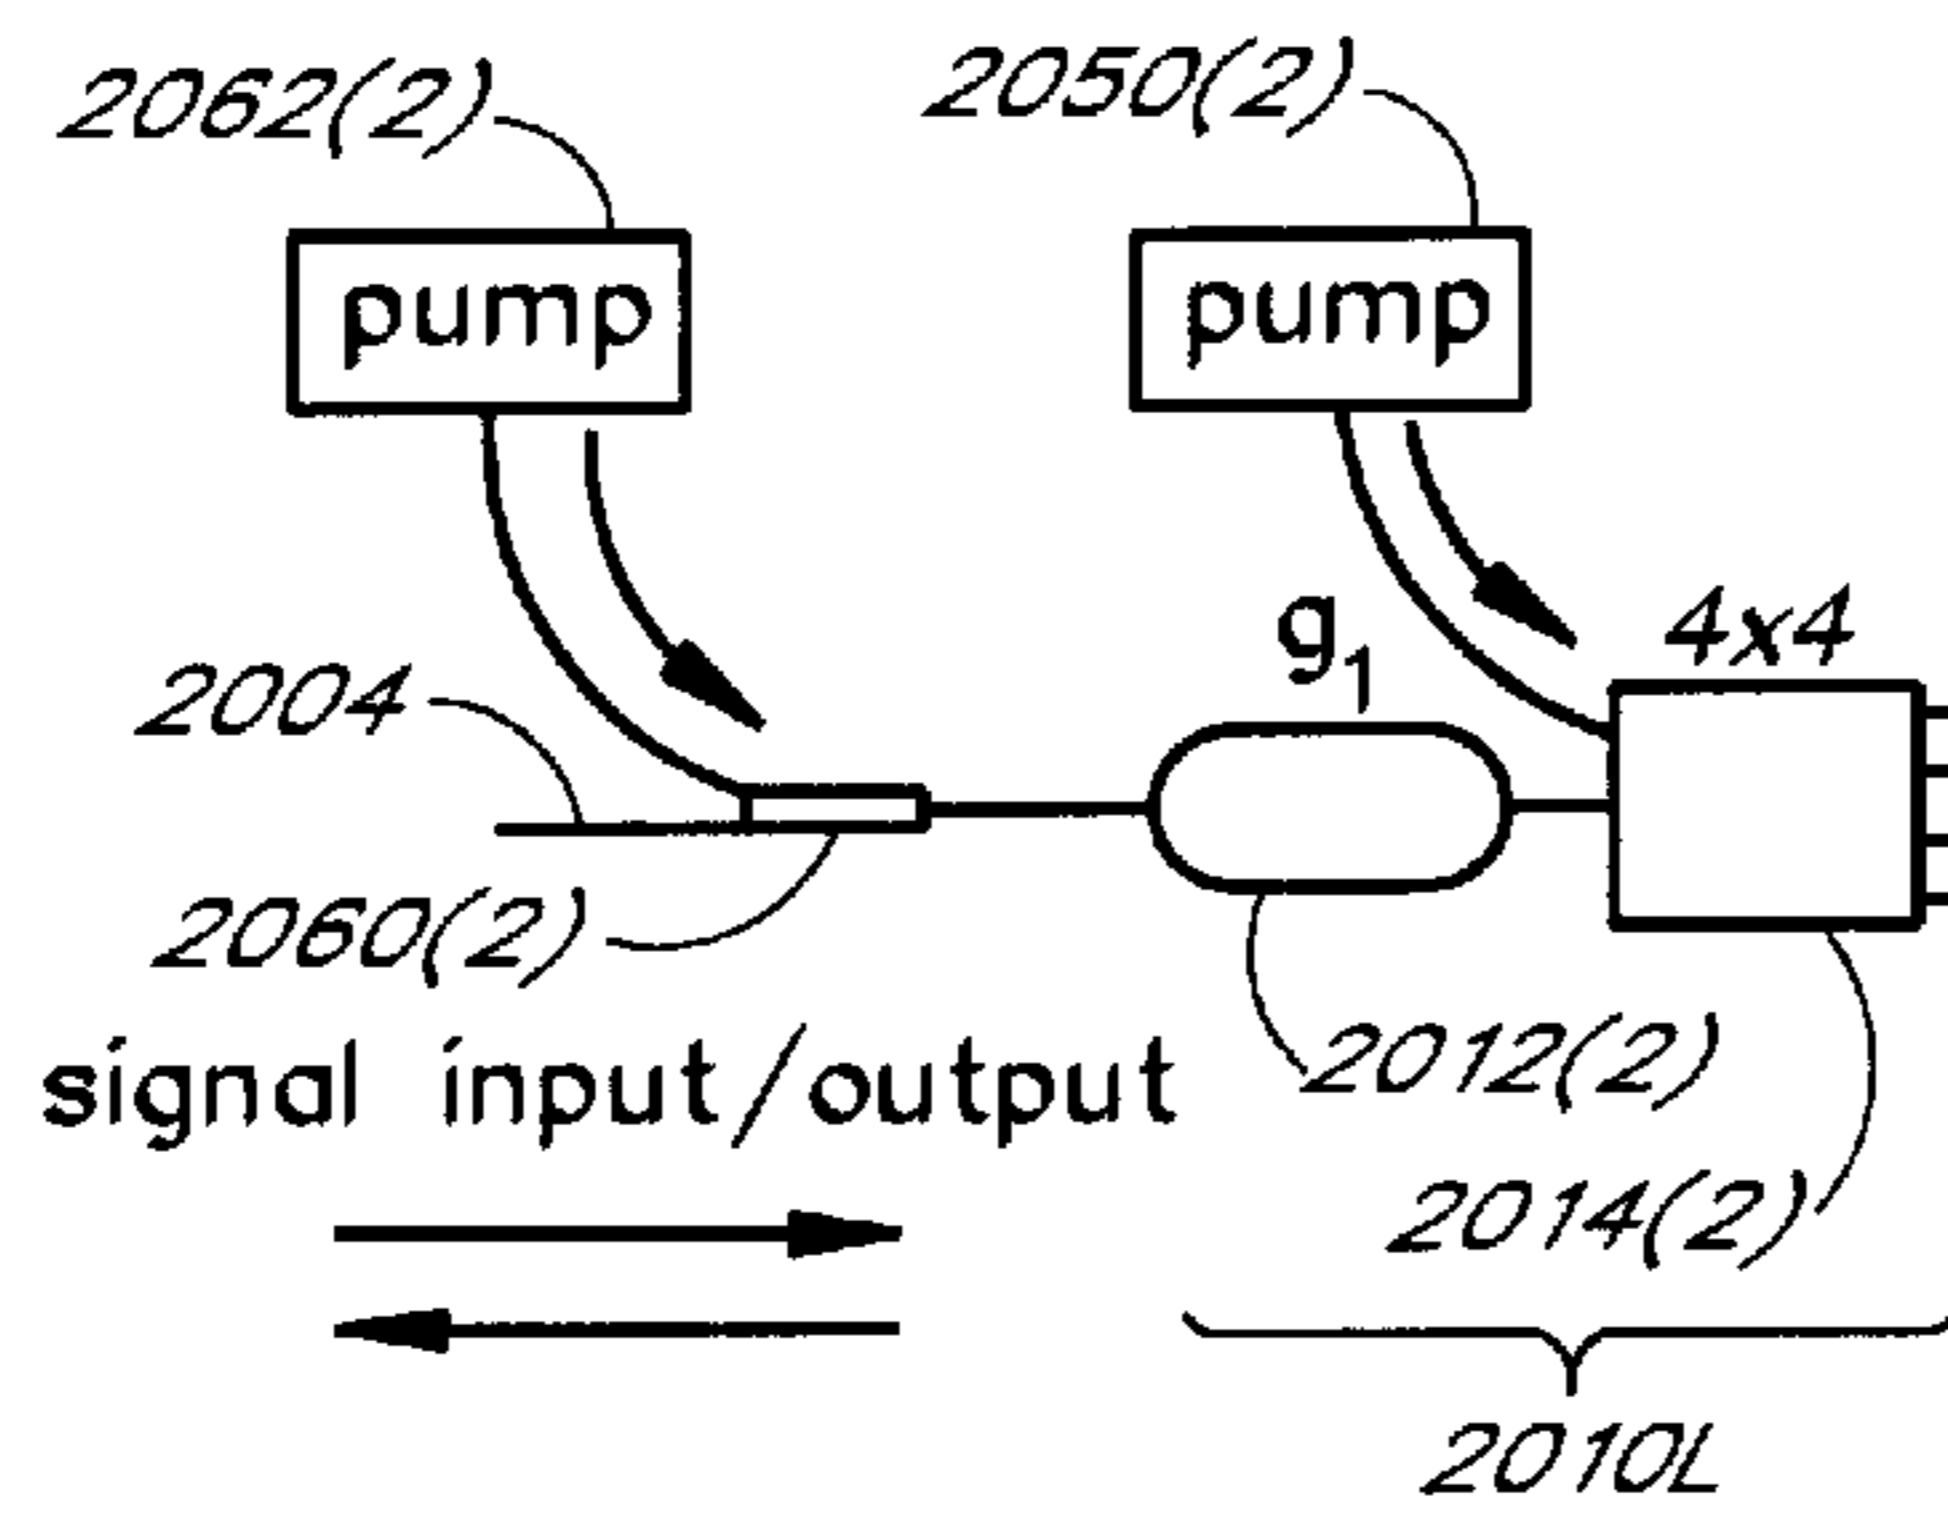 2062(2)
2050(2)
pump
pump
g1
4x4
2004
2060(2)
2012(2)
signal input/output
2014(2)
2010L